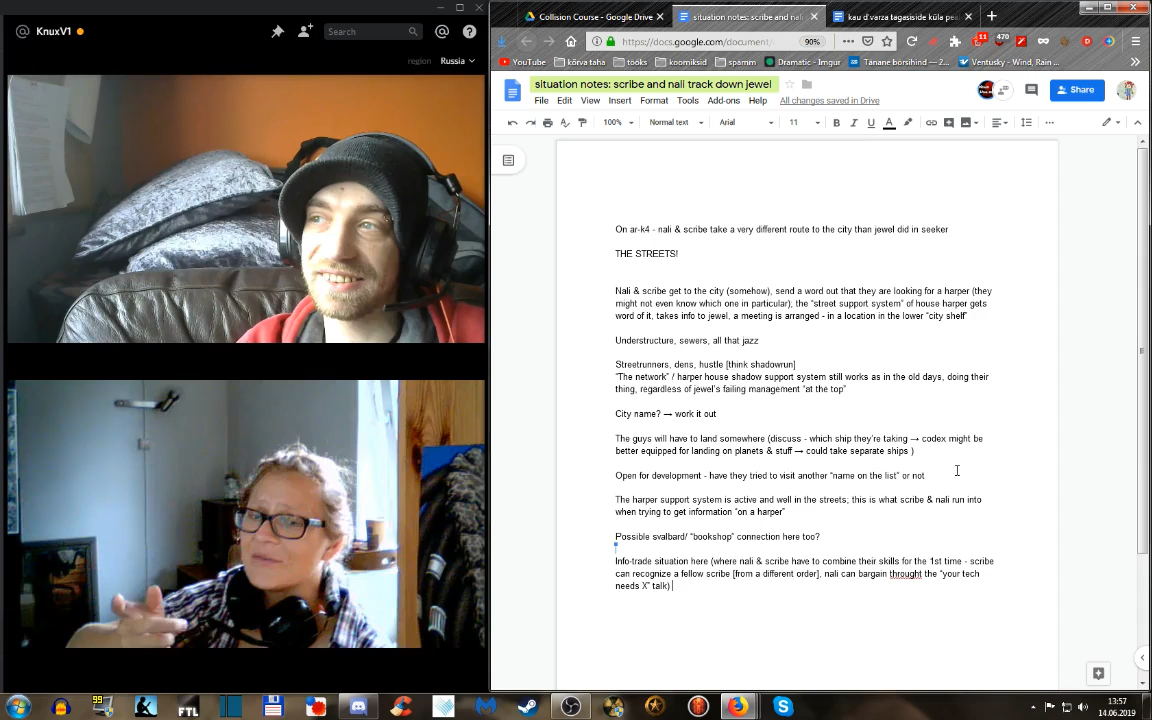 KnuxV1
Search
region
Russia
Collision Course - Google Drive
situation notes: scribe and nali
kau d'varza tagasiside küla pea
https://docs.google.com/document/
90%
11
470
YouTube
kõrva taha
tööks
koomiksid
spamm
Dramatic - Imgur
Tänane börsihind — 2...
Ventusky - Wind, Rain ...
situation notes: scribe and nali track down jewel
File Edit View Insert Format Tools Add-ons Help All changes saved in Drive
Share
100% Normal text Arial 11 B I U A
On ar-k4 - nali & scribe take a very different route to the city than jewel did in seeker
THE STREETS!
Nali & scribe get to the city (somehow), send a word out that they are looking for a harper (they
might not even know which one in particular); the “street support system” of house harper gets
word of it, takes info to jewel, a meeting is arranged - in a location in the lower “city shelf”
Understructure, sewers, all that jazz
Streetrunners, dens, hustle [think shadowrun]
“The network” / harper house shadow support system still works as in the old days, doing their
thing, regardless of jewel’s failing management “at the top”
City name? → work it out
The guys will have to land somewhere (discuss - which ship they’re taking → codex might be
better equipped for landing on planets & stuff → could take separate ships )
Open for development - have they tried to visit another “name on the list” or not
The harper support system is active and well in the streets; this is what scribe & nali run into
when trying to get information “on a harper”
Possible svalbard/ “bookshop” connection here too?
Info-trade situation here (where nali & scribe have to combine their skills for the 1st time - scribe
can recognize a fellow scribe [from a different order], nali can bargain throught the “your tech
needs X” talk)
99
FTL
13:57
14.06.2019